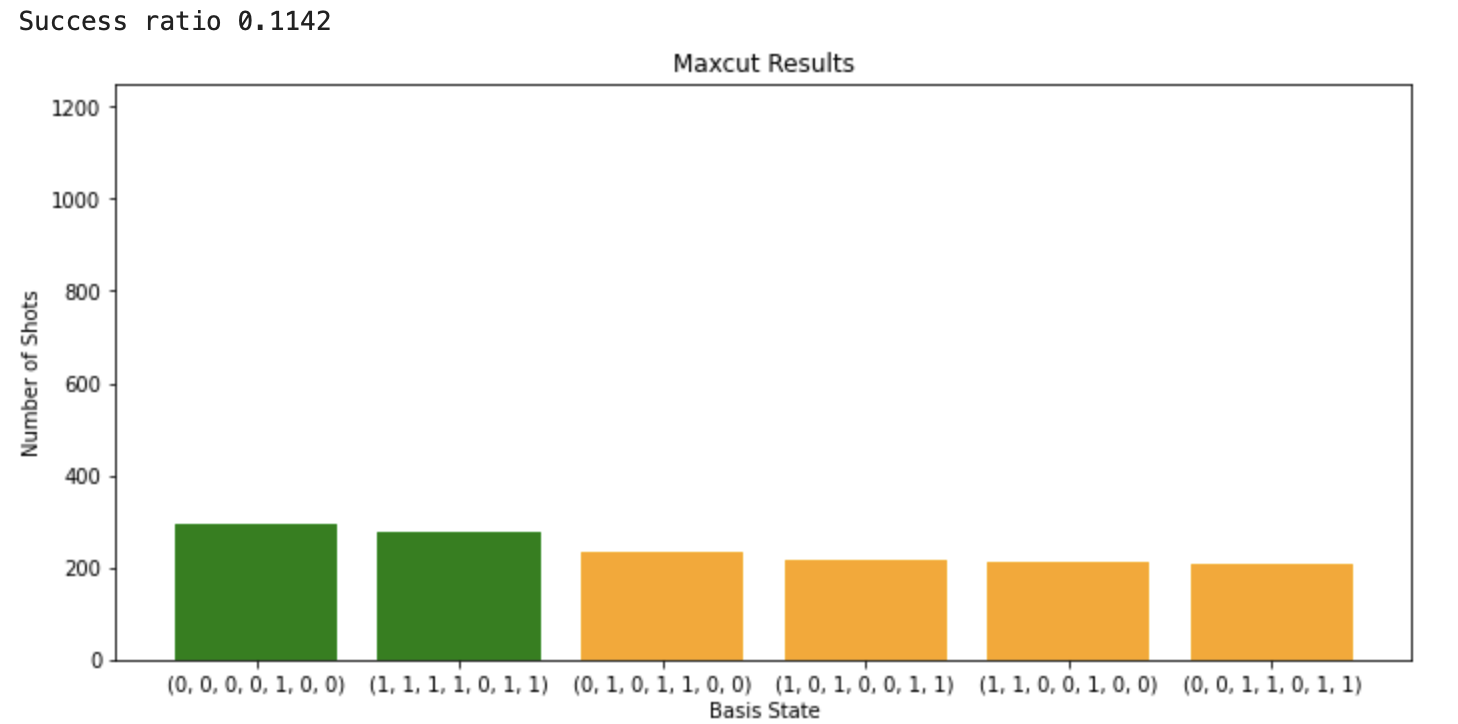 Success ratio 0.1142
Maxcut Results
1200
1000
800
600
400
200
0
Number of Shots
(0, 0, 0, 0, 1, 0, 0) (1, 1, 1, 1, 0, 1, 1) (0, 1, 0, 1, 1, 0, 0) (1, 0, 1, 0, 0, 1, 1) (1, 1, 0, 0, 1, 0, 0) (0, 0, 1, 1, 0, 1, 1)
Basis State